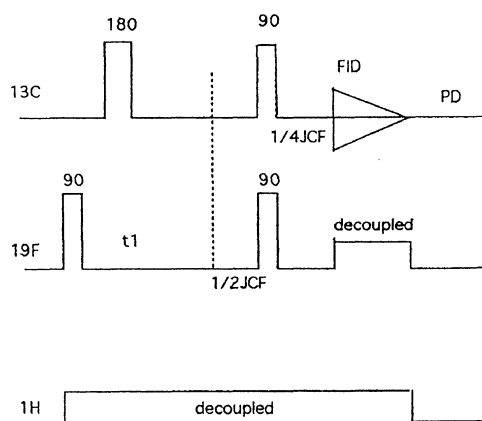 180
90
FID
13C
PD
1/4JCF
90
90
decoupled
t1
19F
1/2JCF
1H
decoupled